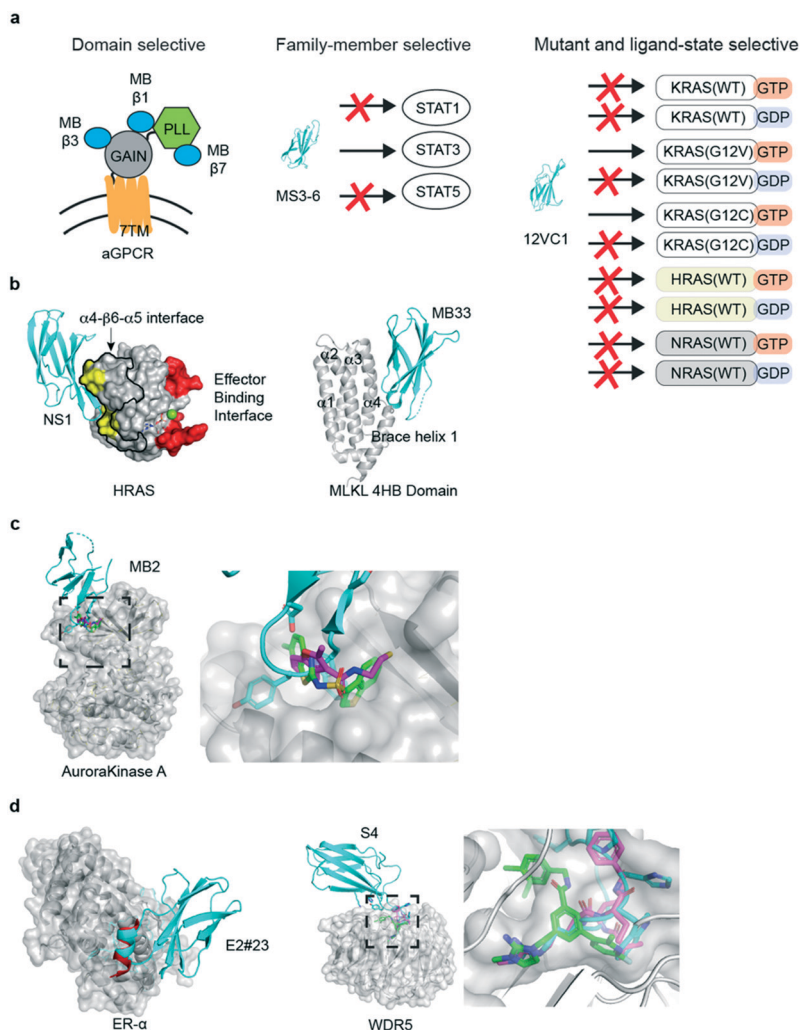 a
Domain selective
Family-member selective
Mutant and ligand-state selective
MB
β1
MB
β3
PLL
GAIN
MB
β7
7TM
aGPCR
STAT1
STAT3
STAT5
MS3-6
12VC1
KRAS(WT) GTP
KRAS(WT) GDP
KRAS(G12V) GTP
KRAS(G12V) GDP
KRAS(G12C) GTP
KRAS(G12C) GDP
HRAS(WT) GTP
HRAS(WT) GDP
NRAS(WT) GTP
NRAS(WT) GDP
b
α4-β6-α5 interface
NS1
Effector
Binding
Interface
HRAS
MB33
α2
α3
α1
α4
Brace helix 1
MLKL 4HB Domain
c
MB2
AuroraKinase A
d
E2#23
ER-α
S4
WDR5